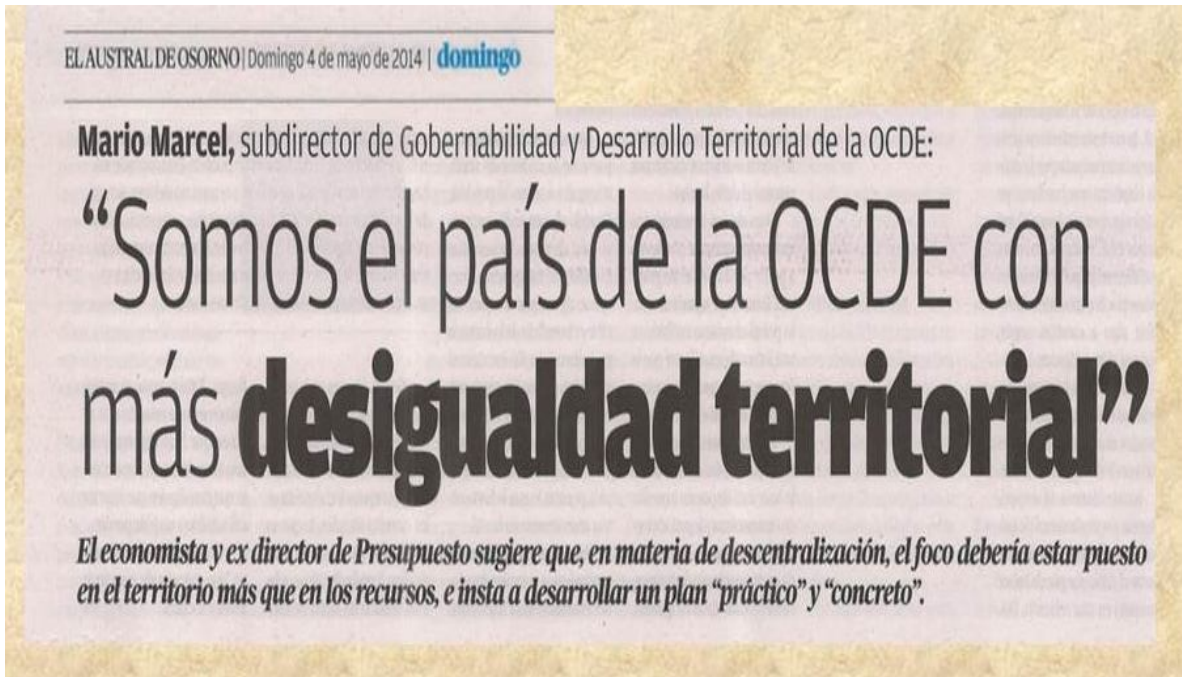 EL AUSTRAL DE OSORNO | Domingo 4 de mayo de 2014 | domingo
Mario Marcel, subdirector de Gobernabilidad y Desarrollo Territorial de la OCDE:
“Somos el país de la OCDE con
más desigualdad territorial”
El economista y ex director de Presupuesto sugiere que, en materia de descentralización, el foco debería estar puesto
en el territorio más que en los recursos, e insta a desarrollar un plan “práctico” y “concreto”.